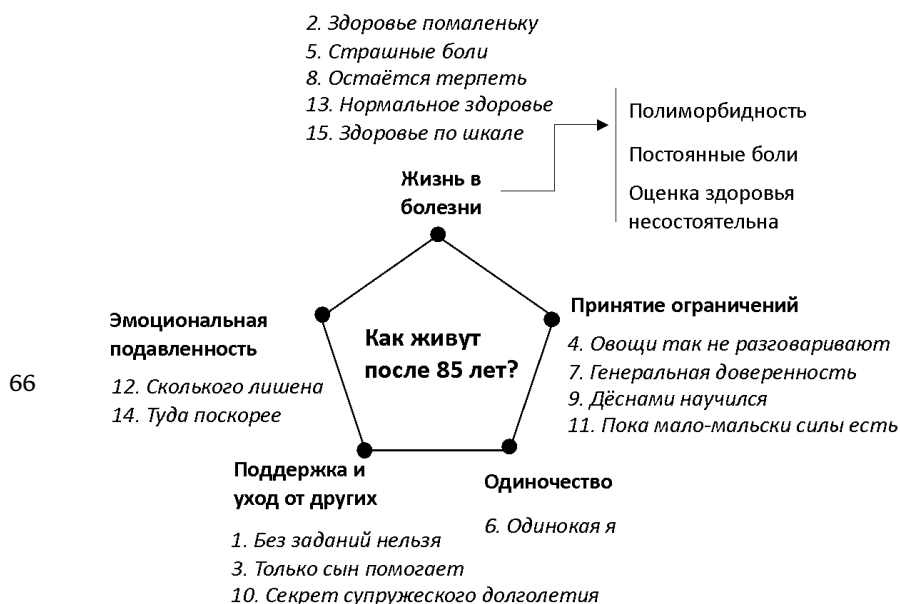 2. Здоровье помаленьку
5. Страшные боли
8. Остаётся терпеть
13. Нормальное здоровье
15. Здоровье по шкале
Полиморбидность
Постоянные боли
Оценка здоровья
несостоятельна
Жизнь в
болезни
Принятие ограничений
4. Овощи так не разговаривают
7. Генеральная доверенность
9. Дёснами научился
11. Пока мало-мальски силы есть
Эмоциональная
подавленность
12. Сколького лишена
14. Туда поскорее
Как живут
после 85 лет?
66
Поддержка и
уход от других
1. Без заданий нельзя
3. Только сын помогает
10. Секрет супружеского долголетия
Одиночество
6. Одинокая я